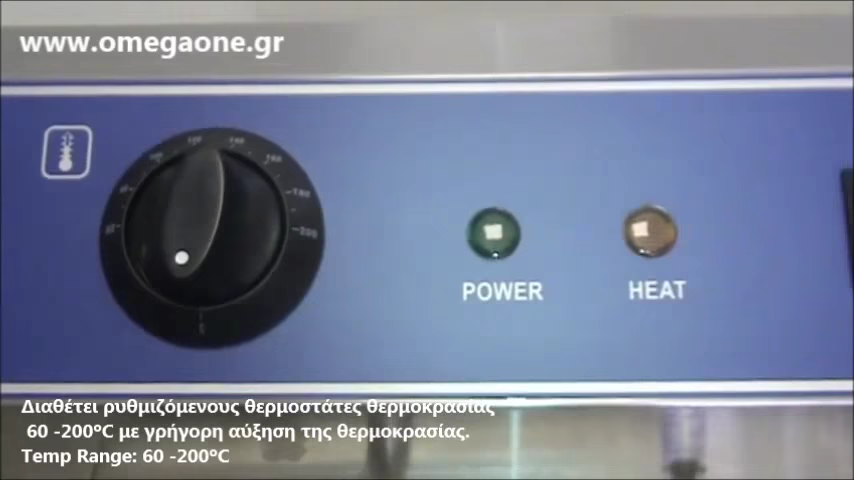 www.omegaone.gr
200
POWER
HEAT
Διαθέτει ρυθμιζόμενους θερμοστάτες θερμοκρασίας
60 -200°C με γρήγορη αύξηση της θερμοκρασίας.
Temp Range: 60 -200°C